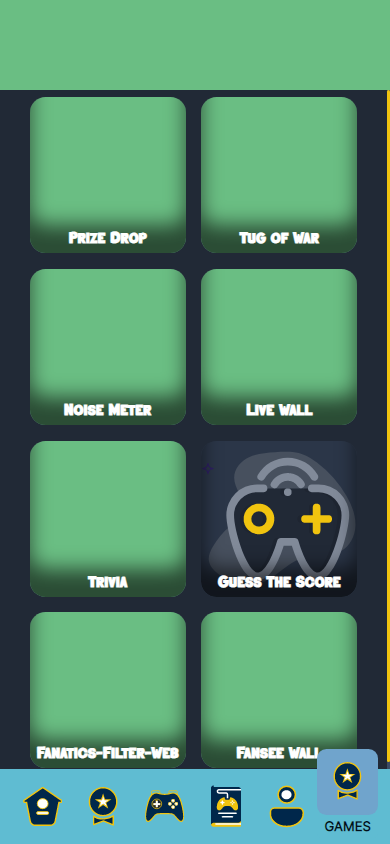 Prize Drop
Tug of War
Noise Meter
Live Wall
Trivia
Guess The Score
Fanatics-Filter-Web
Fansee Wall
GAMES